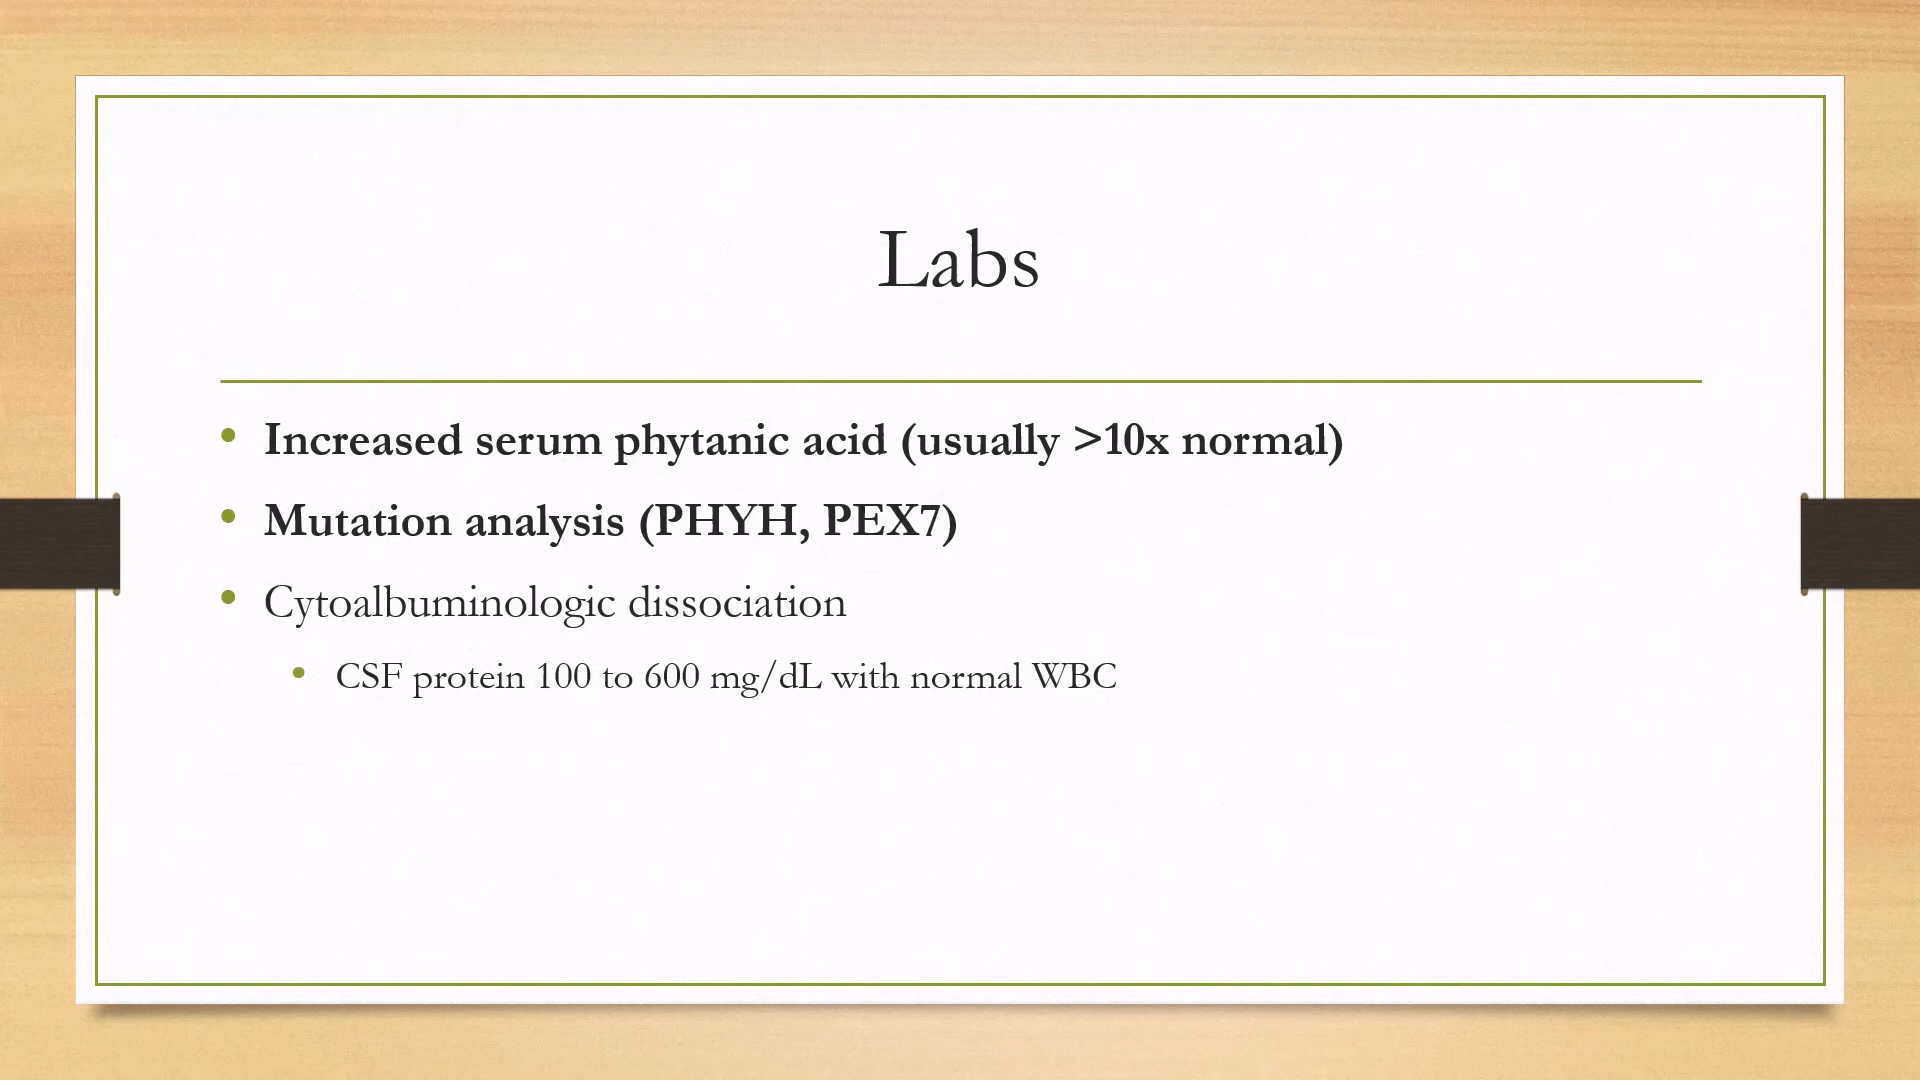 Labs
• Increased serum phytanic acid (usually >10x normal)
• Mutation analysis (PHYH, PEX7)
• Cytoalbuminologic dissociation
• CSF protein 100 to 600 mg/dL with normal WBC